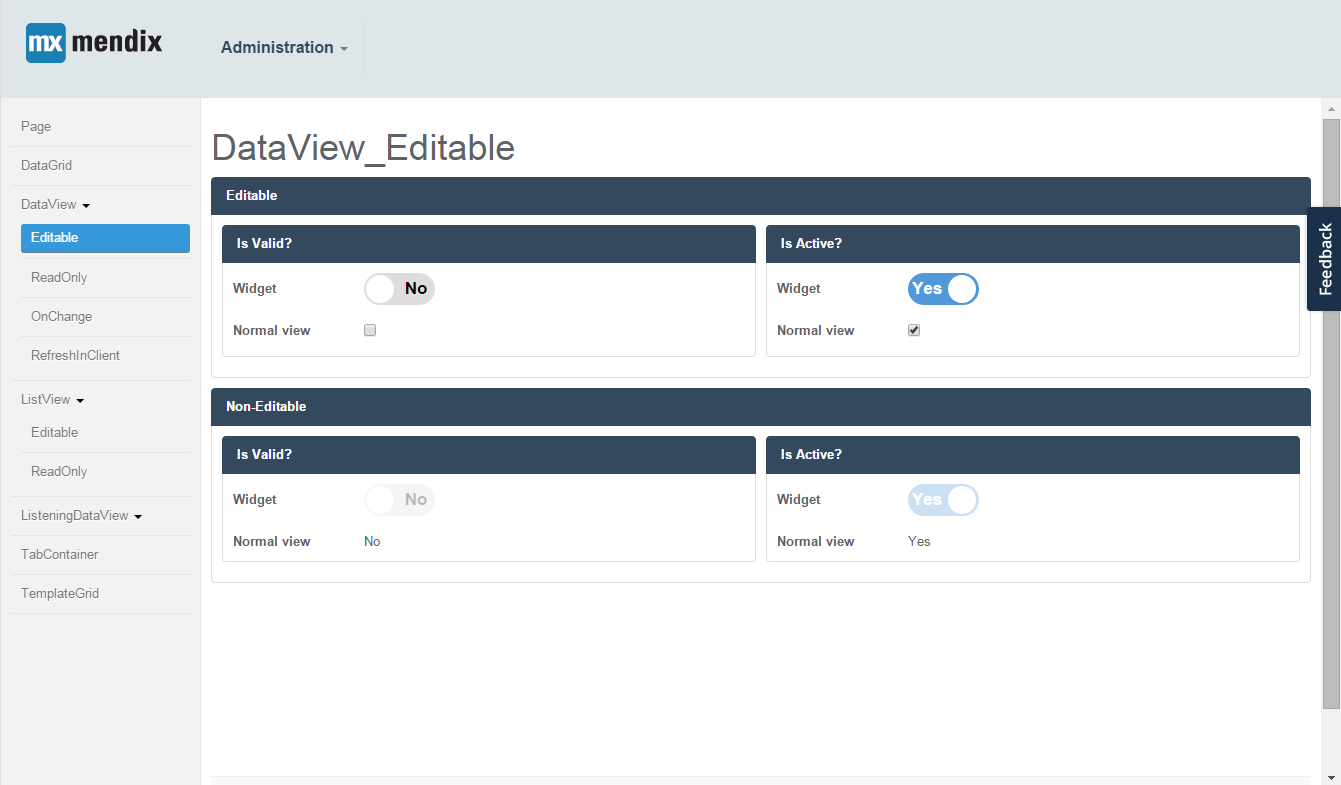 mx mendix
Administration
Page
DataGrid
DataView
Editable
ReadOnly
OnChange
RefreshInClient
ListView
Editable
ReadOnly
ListeningDataView
TabContainer
TemplateGrid
DataView_Editable
Editable
Is Valid?
Widget
No
Normal view
Is Active?
Widget
Yes
Normal view
Non-Editable
Is Valid?
Widget
No
Normal view
No
Is Active?
Widget
Yes
Normal view
Yes
Feedback